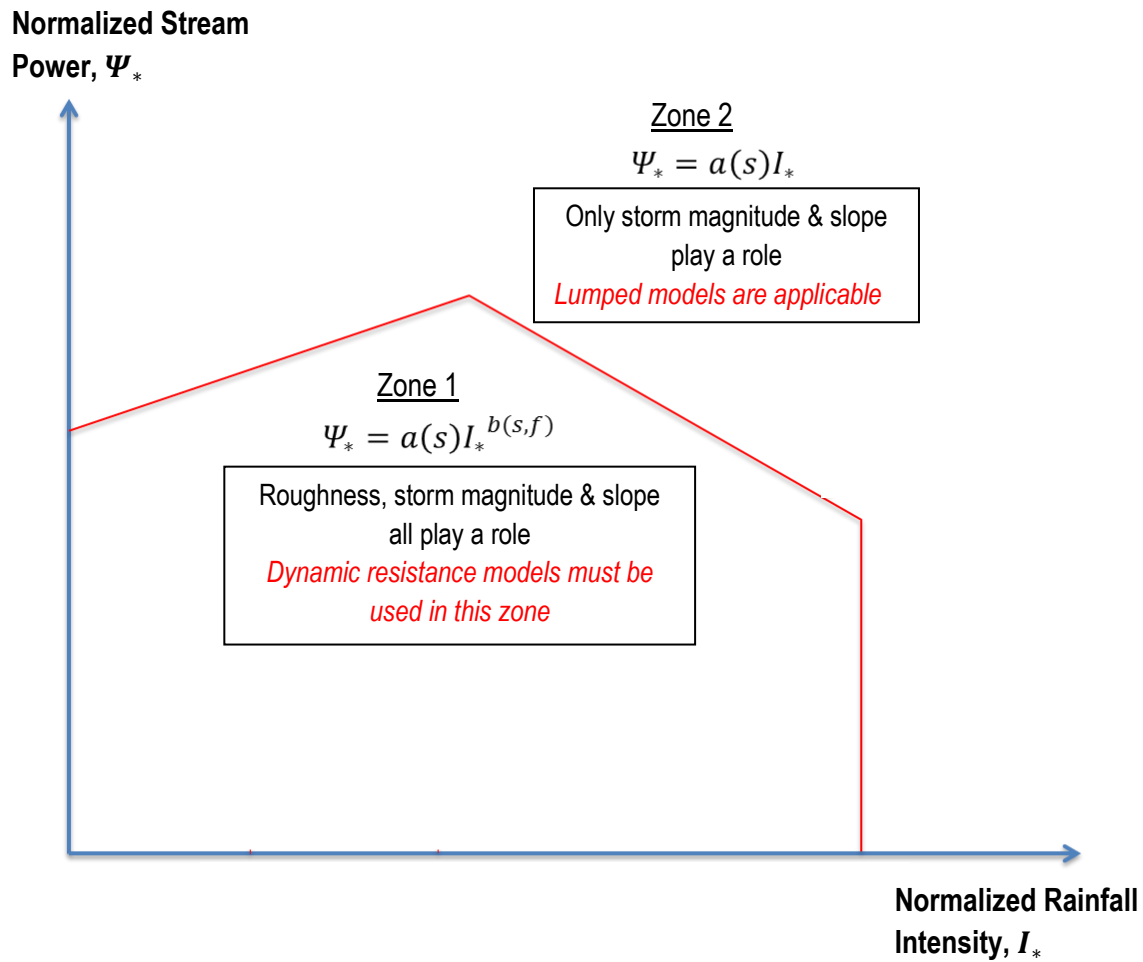 Normalized Stream
Power, Ψ*
Zone 2
Ψ* = a(s)I*
Only storm magnitude & slope
play a role
Lumped models are applicable
Zone 1
Ψ* = a(s)I*^b(s,f)
Roughness, storm magnitude & slope
all play a role
Dynamic resistance models must be
used in this zone
Normalized Rainfall
Intensity, I*